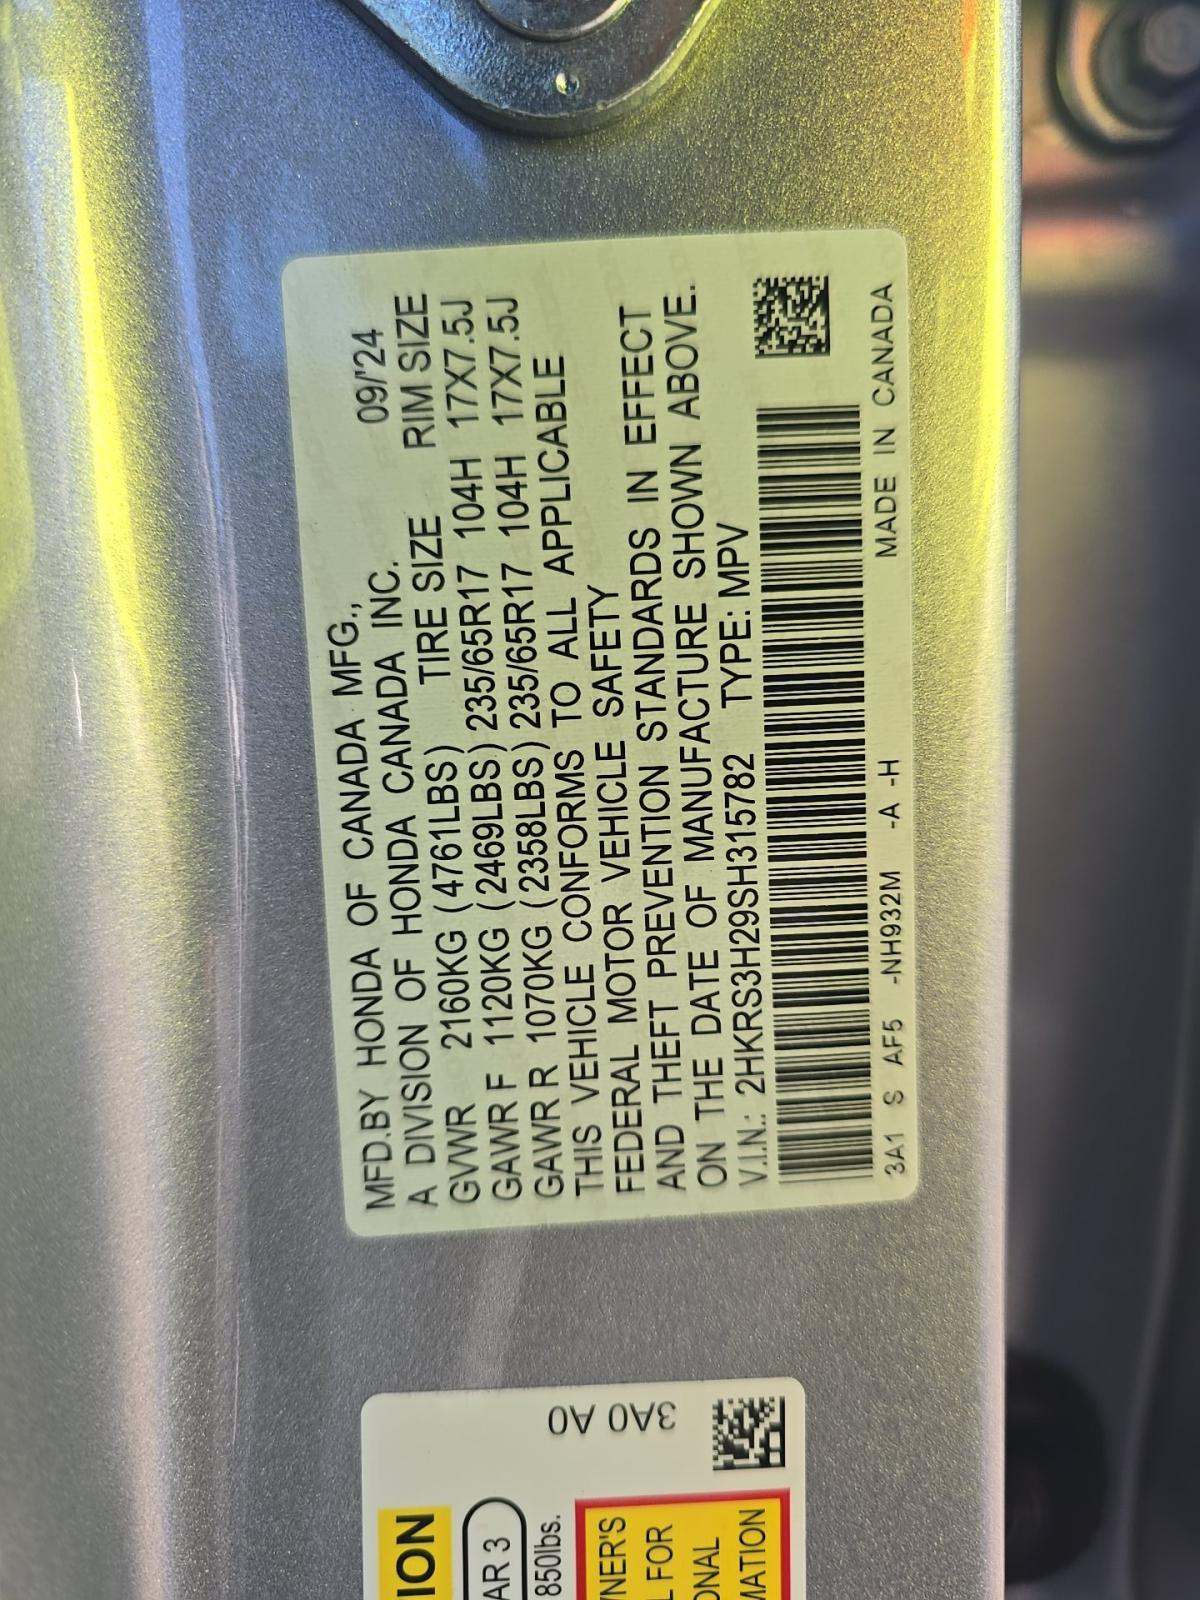 MFD.BY HONDA OF CANADA MFG., 09/'24
A DIVISION OF HONDA CANADA INC.
TIRE SIZE RIM SIZE
GVWR 2160KG (4761LBS)
GAWR F 1120KG (2469LBS) 235/65R17 104H 17X7.5J
GAWR R 1070KG (2358LBS) 235/65R17 104H 17X7.5J
THIS VEHICLE CONFORMS TO ALL APPLICABLE
FEDERAL MOTOR VEHICLE SAFETY
AND THEFT PREVENTION STANDARDS IN EFFECT
ON THE DATE OF MANUFACTURE SHOWN ABOVE.
V.I.N.: 2HKRS3H29SH315782 TYPE: MPV
3A1 S AF5 -NH932M -A -H MADE IN CANADA
3A0 A0
ION
AR 3
850lbs.
NER'S
L FOR
ONAL
MATION